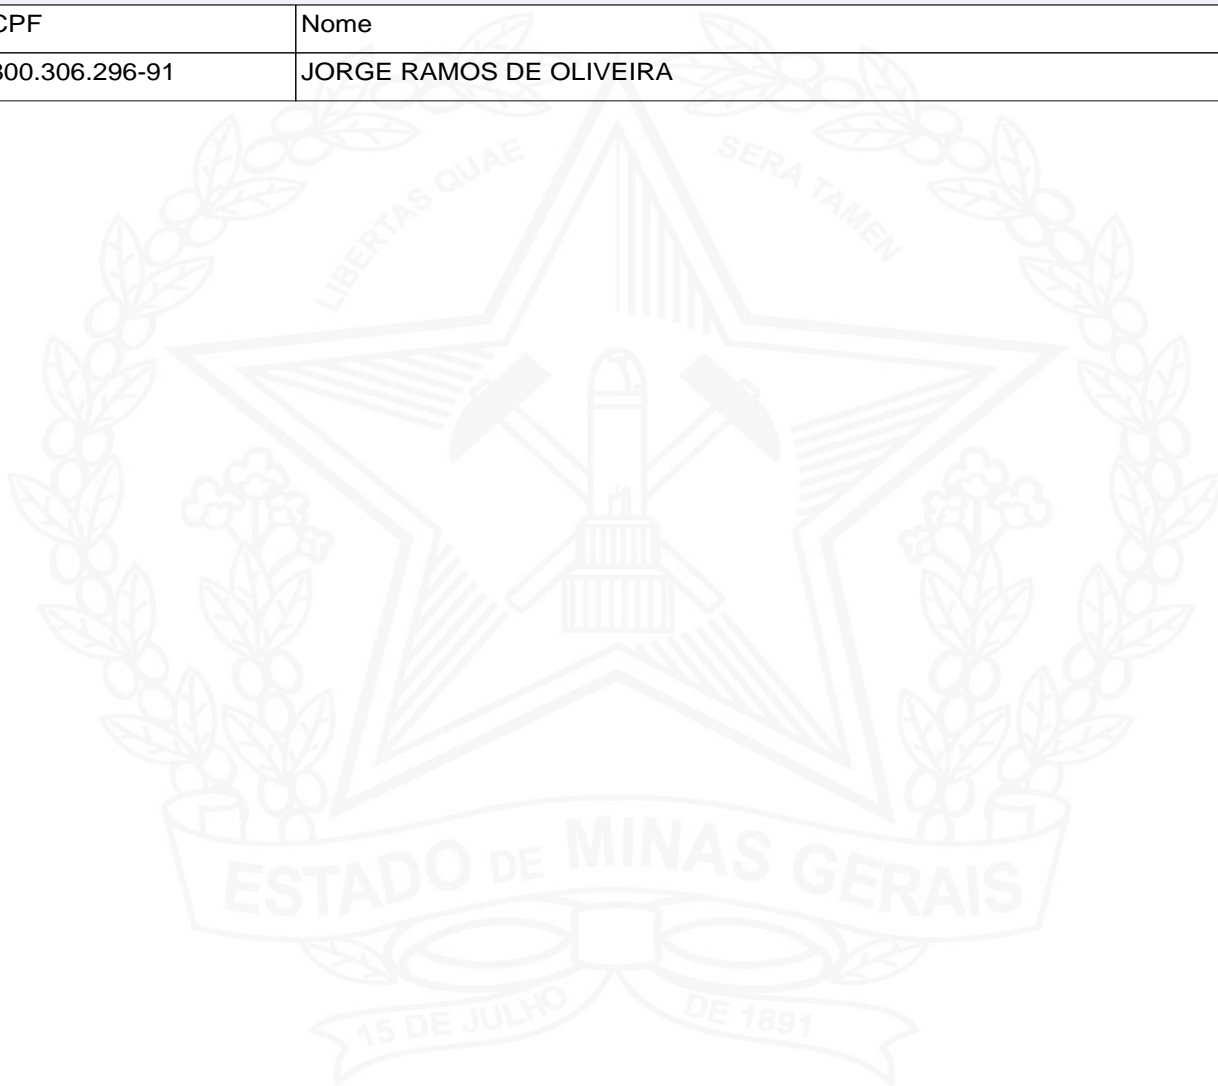 CPF Nome
800.306.296-91 JORGE RAMOS DE OLIVEIRA
LIBERTAS QUAE SERA TAMEN
ESTADO DE MINAS GERAIS
15 DE JULHO DE 1891